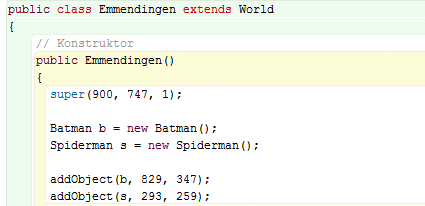 public class Emmendingen extends World
{
// Konstruktor
public Emmendingen()
{
super(900, 747, 1);
Batman b = new Batman();
Spiderman s = new Spiderman();
addObject(b, 829, 347);
addObject(s, 293, 259);